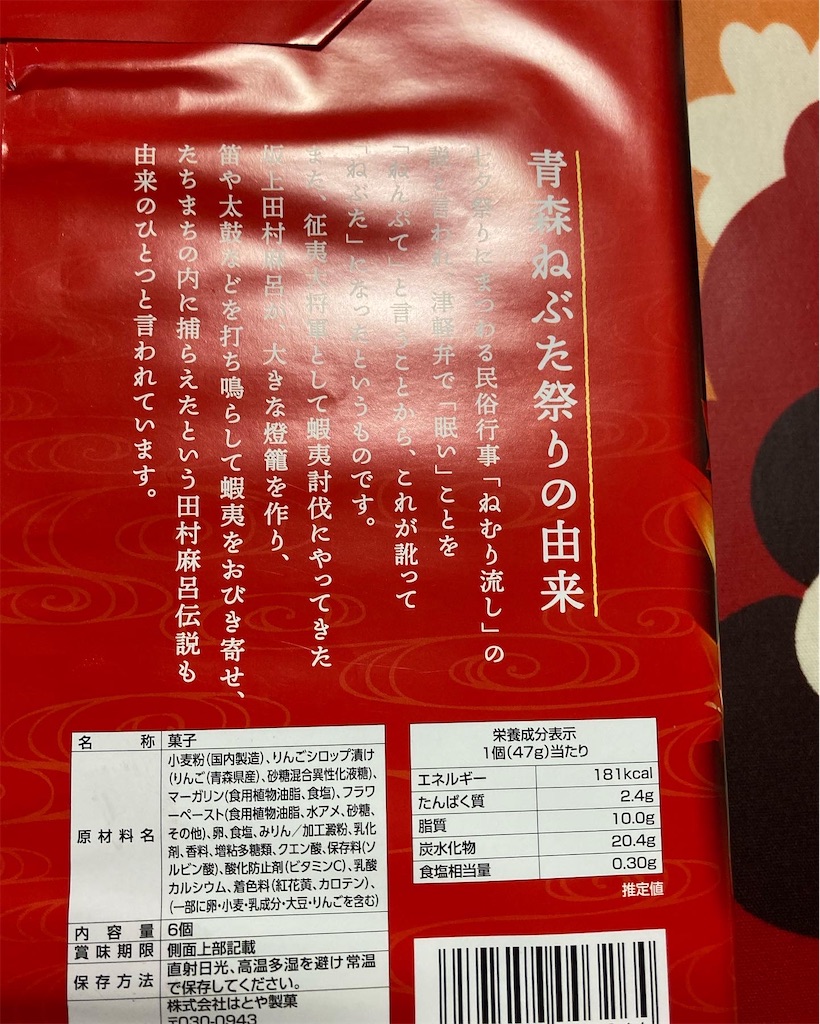 青森ねぶた祭りの由来
七夕祭りにまつわる民俗行事「ねむり流し」の
説と言われ、津軽弁で「眠い」ことを
「ねんぷて」と言うことから、これが訛って
「ねぶた」になったというものです。
また、征夷大将軍として蝦夷討伐にやってきた
坂上田村麻呂が、大きな燈籠を作り、
笛や太鼓などを打ち鳴らして蝦夷をおびき寄せ、
たちまちの内に捕らえたという田村麻呂伝説も
由来のひとつと言われています。
名称 菓子
原材料名 小麦粉(国内製造)、りんごシロップ漬け
(りんご(青森県産)、砂糖混合異性化液糖)、
マーガリン(食用植物油脂、食塩)、フラワ
ーペースト(食用植物油脂、水アメ、砂糖、
その他)、卵、食塩、みりん/加工澱粉、乳化
剤、香料、増粘多糖類、クエン酸、保存料(ソ
ルビン酸)、酸化防止剤(ビタミンC)、乳酸
カルシウム、着色料(紅花黄、カロテン)、
(一部に卵・小麦・乳成分・大豆・りんごを含む)
内容量 6個
賞味期限 側面上部記載
保存方法 直射日光、高温多湿を避け常温
で保存してください。
株式会社はとや製菓
〒030-0943
栄養成分表示
1個(47g)当たり
エネルギー 181kcal
たんぱく質 2.4g
脂質 10.0g
炭水化物 20.4g
食塩相当量 0.30g
推定値